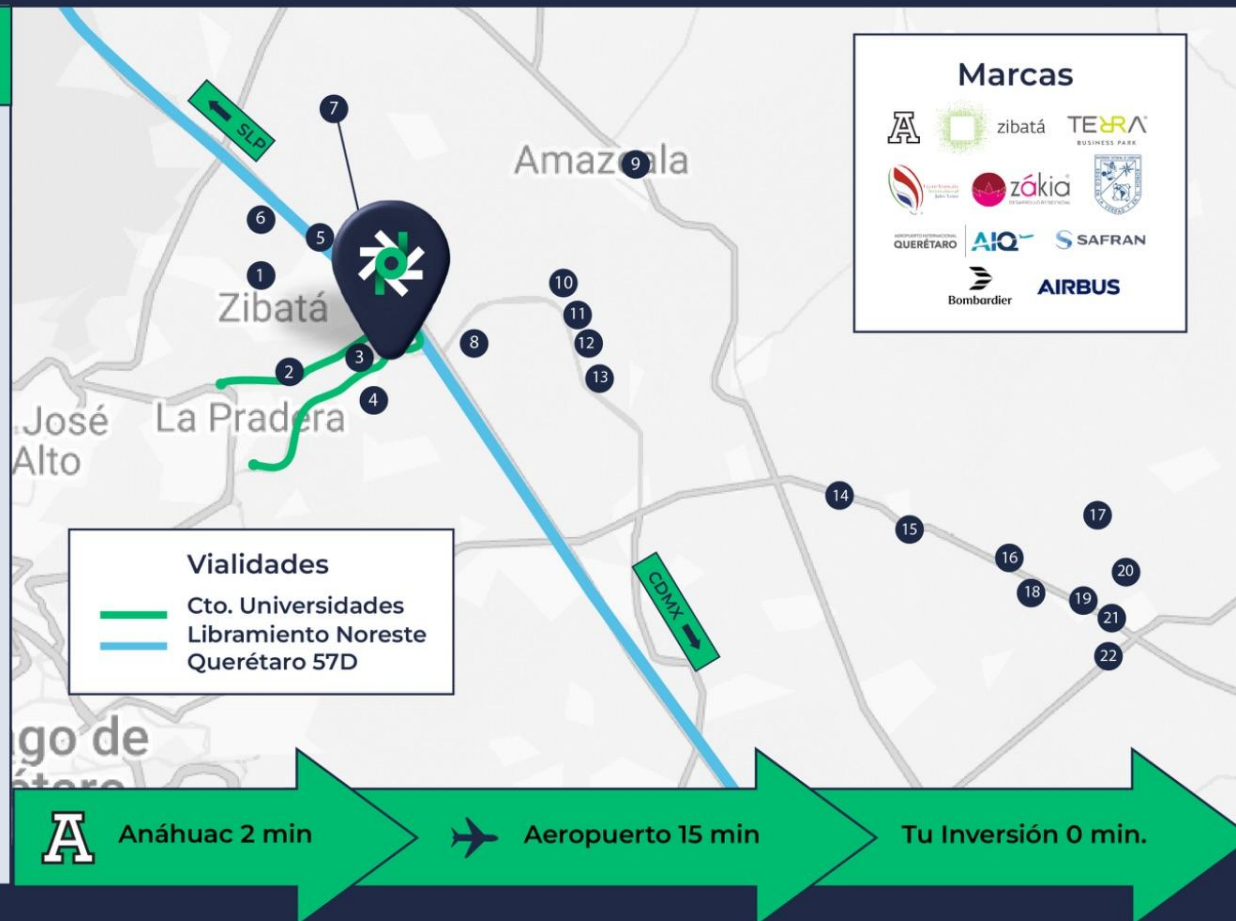 SLP
7
Amazcala
9
6
5
1
Zibatá
10
11
12
13
8
3
2
4
José
Alto
La Pradera
14
15
16
17
18
19
20
21
22
CDMX
Marcas
A
zibatá
TERRA
BUSINESS PARK
zákia
AEROPUERTO INTERNACIONAL
QUERÉTARO
AIQ
SAFRAN
Bombardier
AIRBUS
Vialidades
Cto. Universidades
Libramiento Noreste
Querétaro 57D
go de
A
Anáhuac 2 min
Aeropuerto 15 min
Tu Inversión 0 min.